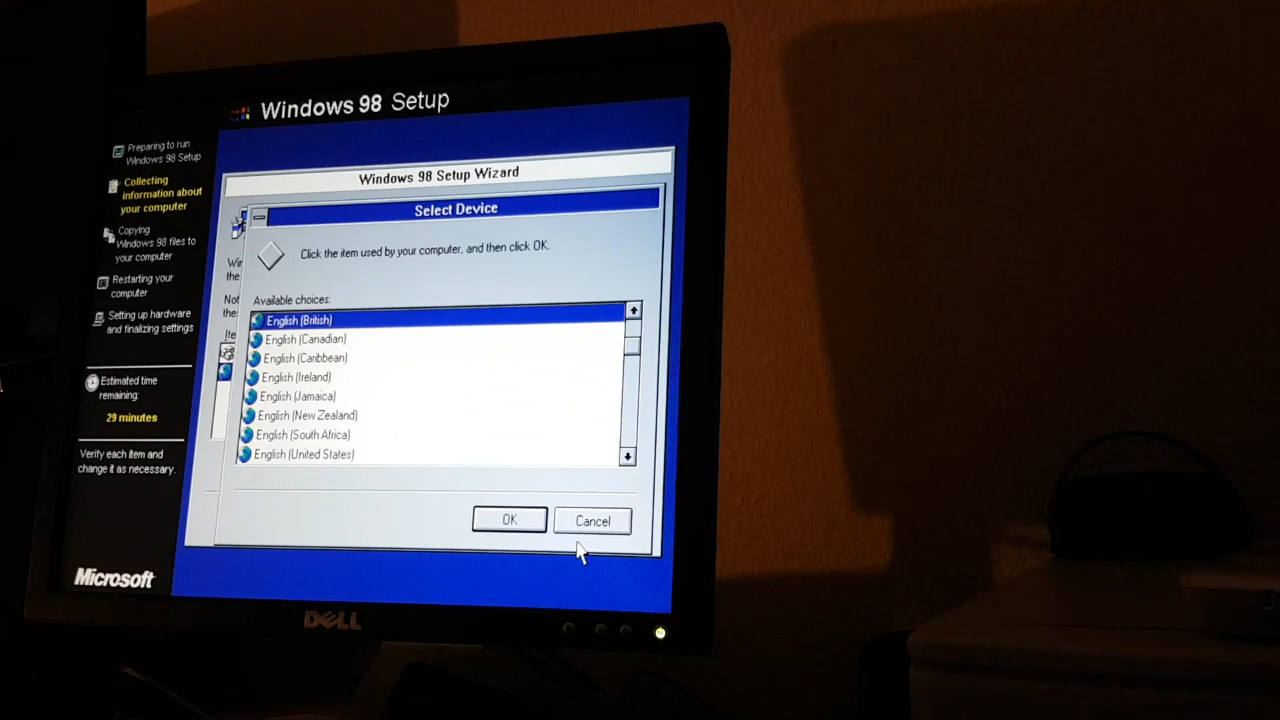 Windows 98 Setup
Preparing to run
Windows 98 Setup
Collecting
information about
your computer
Copying
Windows 98 files to
your computer
Restarting your
computer
Setting up hardware
and finalizing settings
Estimated time
remaining:
29 minutes
Verify each item and
change it as necessary.
Microsoft
Windows 98 Setup Wizard
Select Device
Click the item used by your computer, and then click OK.
Available choices:
English (British)
English (Canadian)
English (Caribbean)
English (Ireland)
English (Jamaica)
English (New Zealand)
English (South Africa)
English (United States)
OK
Cancel
DELL